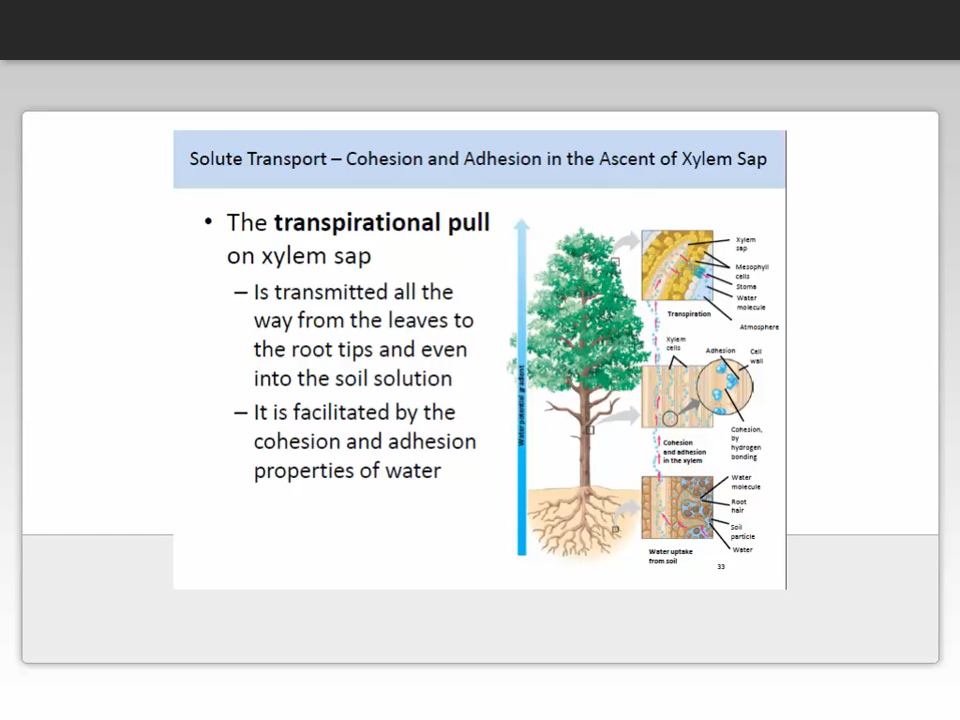 Solute Transport – Cohesion and Adhesion in the Ascent of Xylem Sap
• The transpirational pull
on xylem sap
– Is transmitted all the
way from the leaves to
the root tips and even
into the soil solution
– It is facilitated by the
cohesion and adhesion
properties of water
Water potential gradient
Xylem
sap
Mesophyll
cells
Stoma
Water
molecule
Transpiration
Atmosphere
Xylem
cells
Adhesion
Cell
wall
Cohesion,
by
hydrogen
bonding
Cohesion
and adhesion
in the xylem
Water
molecule
Root
hair
Soil
particle
Water
Water uptake
from soil
33